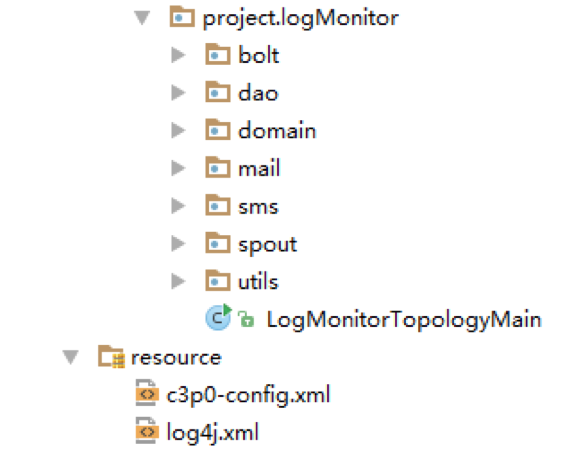 project.logMonitor
bolt
dao
domain
mail
sms
spout
utils
LogMonitorTopologyMain
resource
c3p0-config.xml
log4j.xml